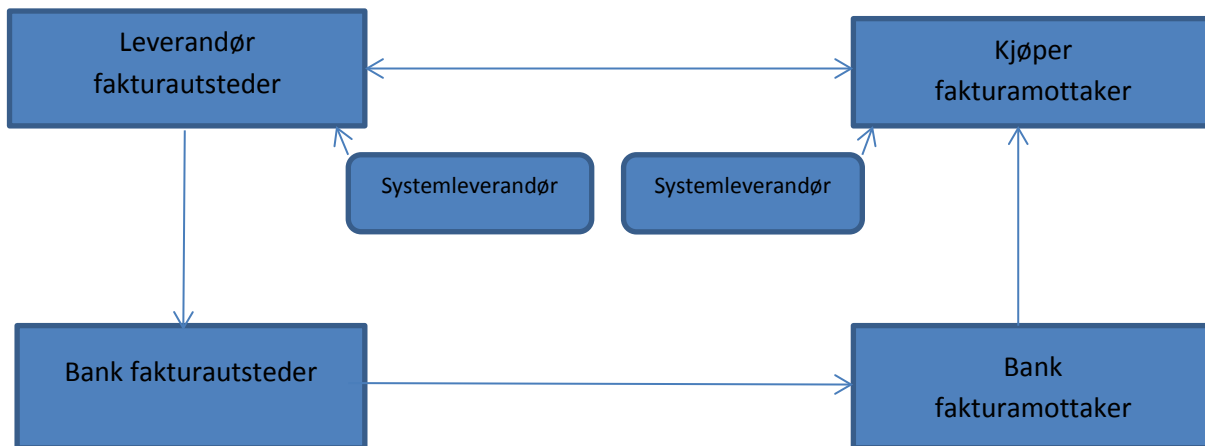 Leverandør
fakturautsteder
Kjøper
fakturamottaker
Systemleverandør
Systemleverandør
Bank fakturautsteder
Bank
fakturamottaker